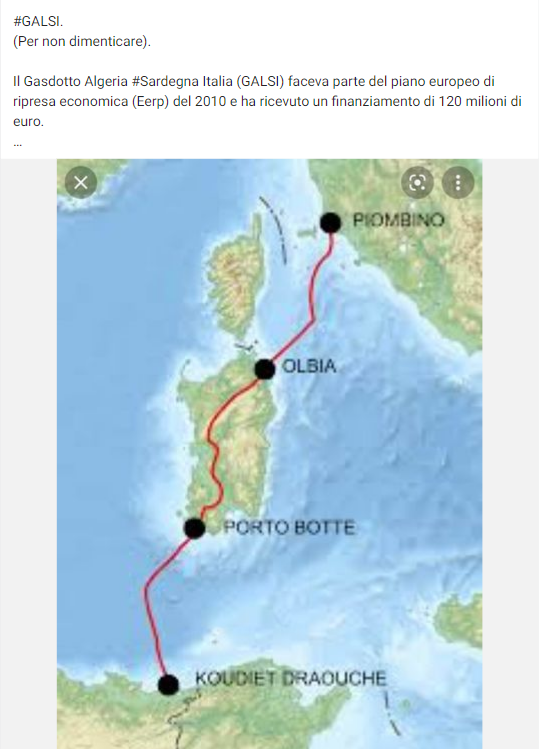 #GALSI.
(Per non dimenticare).
Il Gasdotto Algeria #Sardegna Italia (GALSI) faceva parte del piano europeo di
ripresa economica (Eerp) del 2010 e ha ricevuto un finanziamento di 120 milioni di
euro.
...
PIOMBINO
OLBIA
PORTO BOTTE
KOUDIET DRAOUCHE